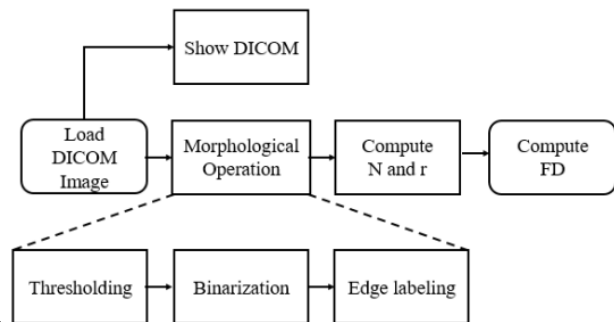 Show DICOM
Load
DICOM
Image
Morphological
Operation
Compute
N and r
Compute
FD
Thresholding
Binarization
Edge labeling